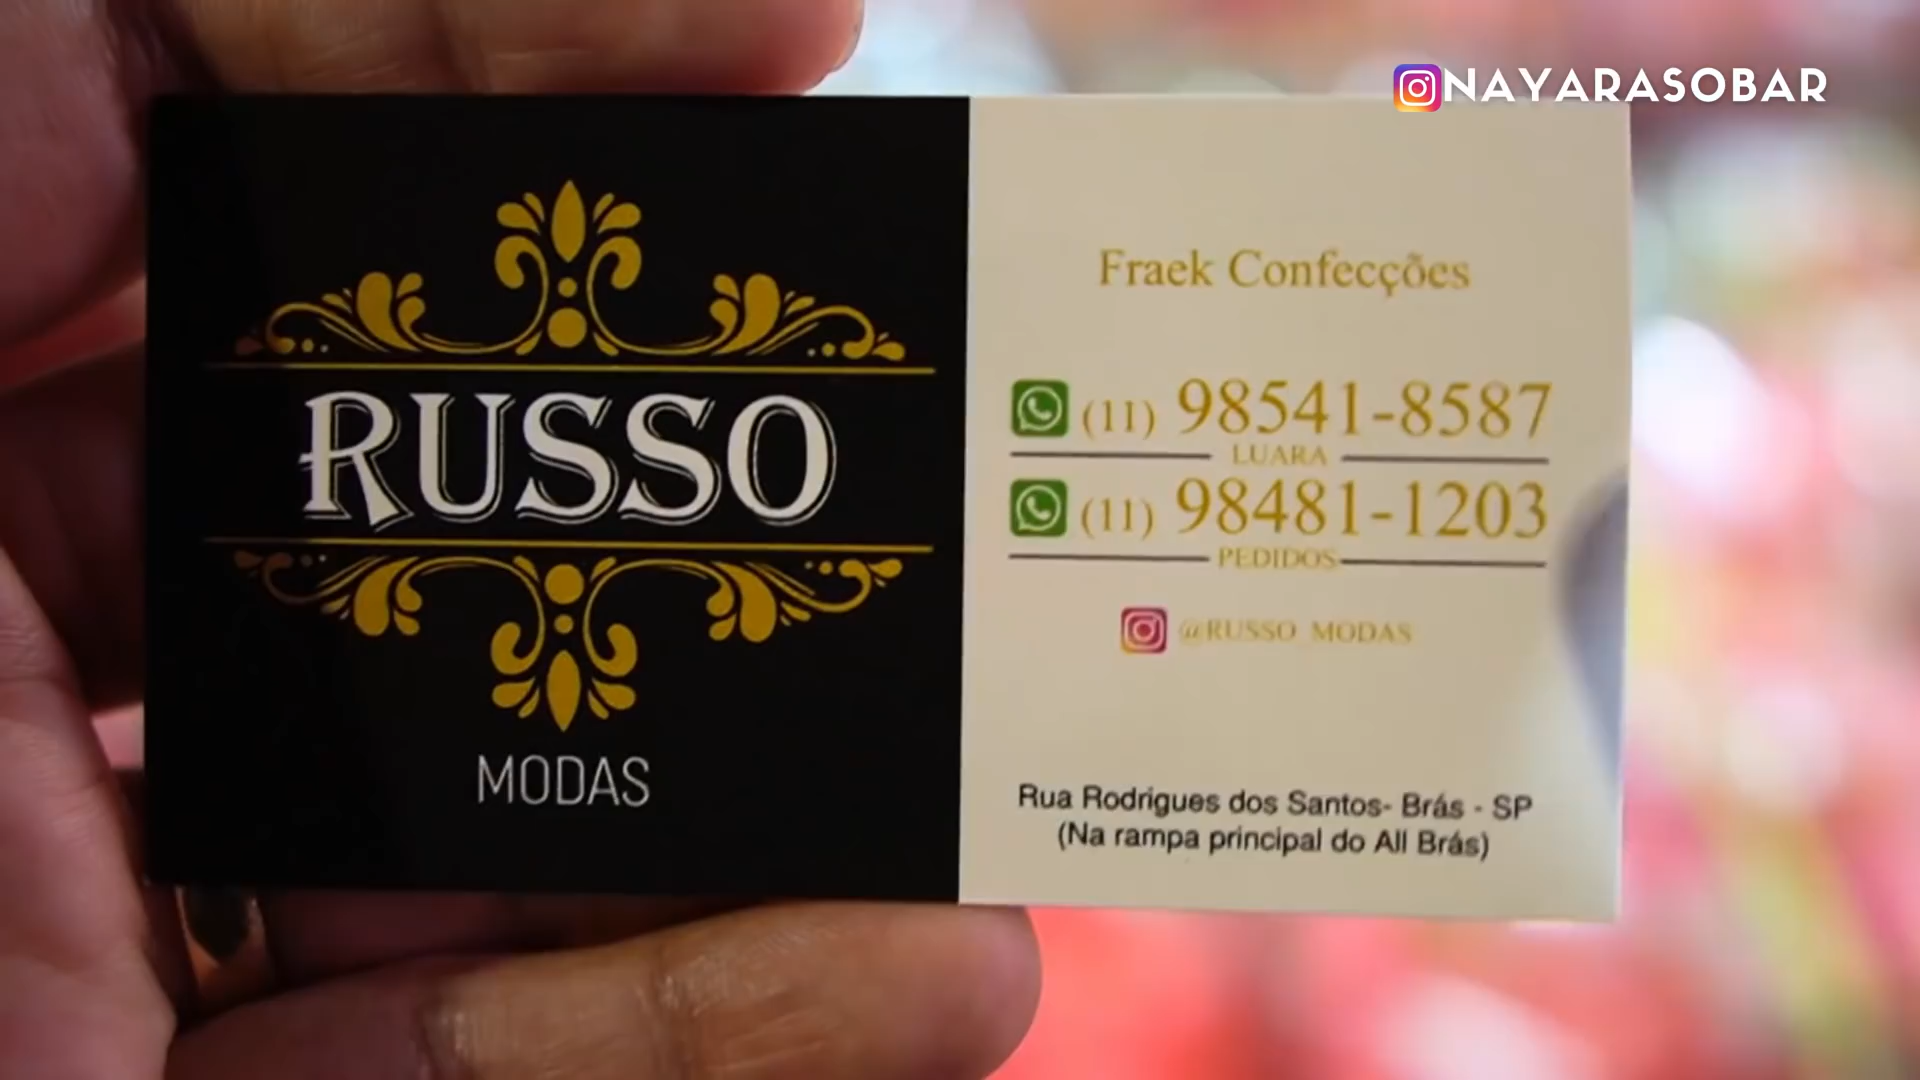 NAYARASOBAR
RUSSO
MODAS
Fraek Confecções
(11) 98541-8587
LUARA
(11) 98481-1203
PEDIDOS
@RUSSO_MODAS
Rua Rodrigues dos Santos- Brás - SP
(Na rampa principal do All Brás)